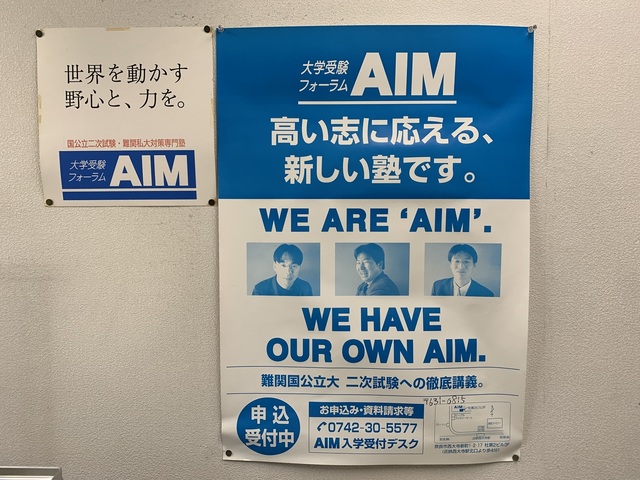 世界を動かす
野心と、力を。
国公立二次試験・難関私大対策専門塾
大学受験
フォーラム AIM
大学受験
フォーラム AIM
高い志に応える、
新しい塾です。
WE ARE ‘AIM’.
WE HAVE
OUR OWN AIM.
難関国公立大 二次試験への徹底講義。
申込
受付中
お申込み・資料請求等
0742-30-5577
AIM 入学受付デスク
AIM